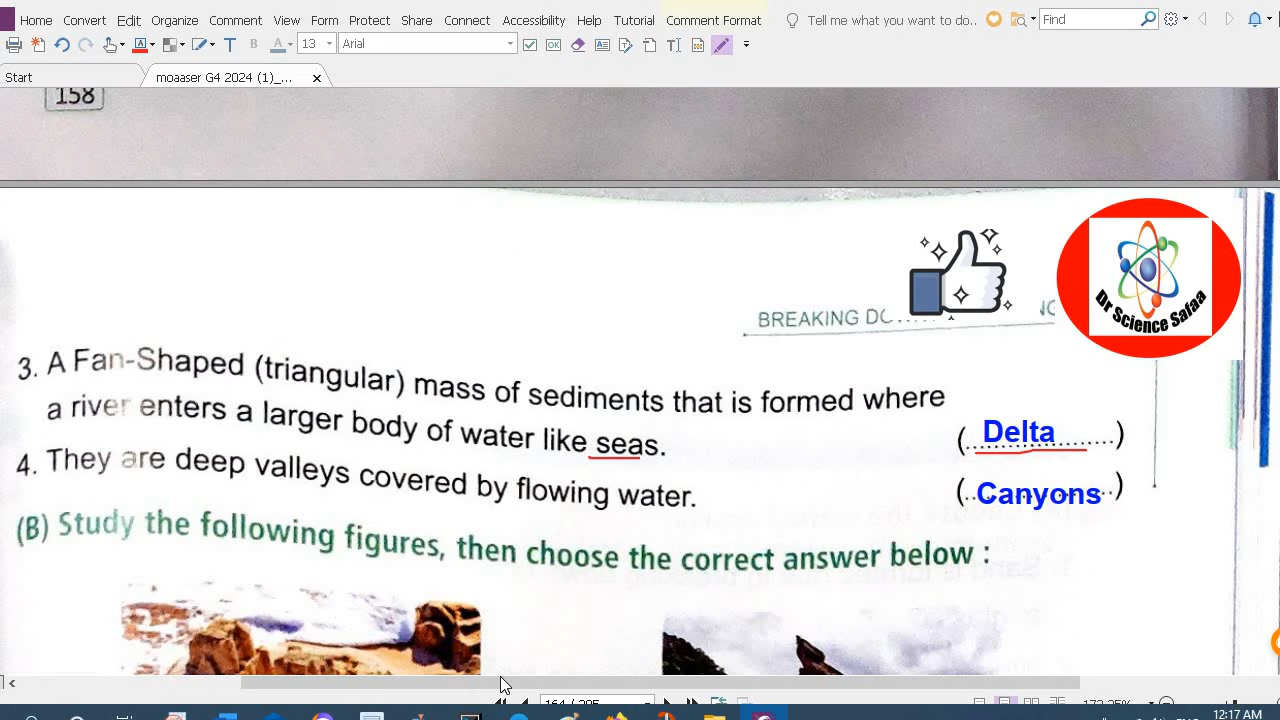 Home Convert Edit Organize Comment View Form Protect Share Connect Accessibility Help Tutorial Comment Format Tell me what you want to do.. Find
13 Arial
Start moaaser G4 2024 (1)_...
158
BREAKING DO
Dr Science Safaa
3. A Fan-Shaped (triangular) mass of sediments that is formed where
a river enters a larger body of water like seas. (Delta)
4. They are deep valleys covered by flowing water. (Canyons)
(B) Study the following figures, then choose the correct answer below :
12:17 AM